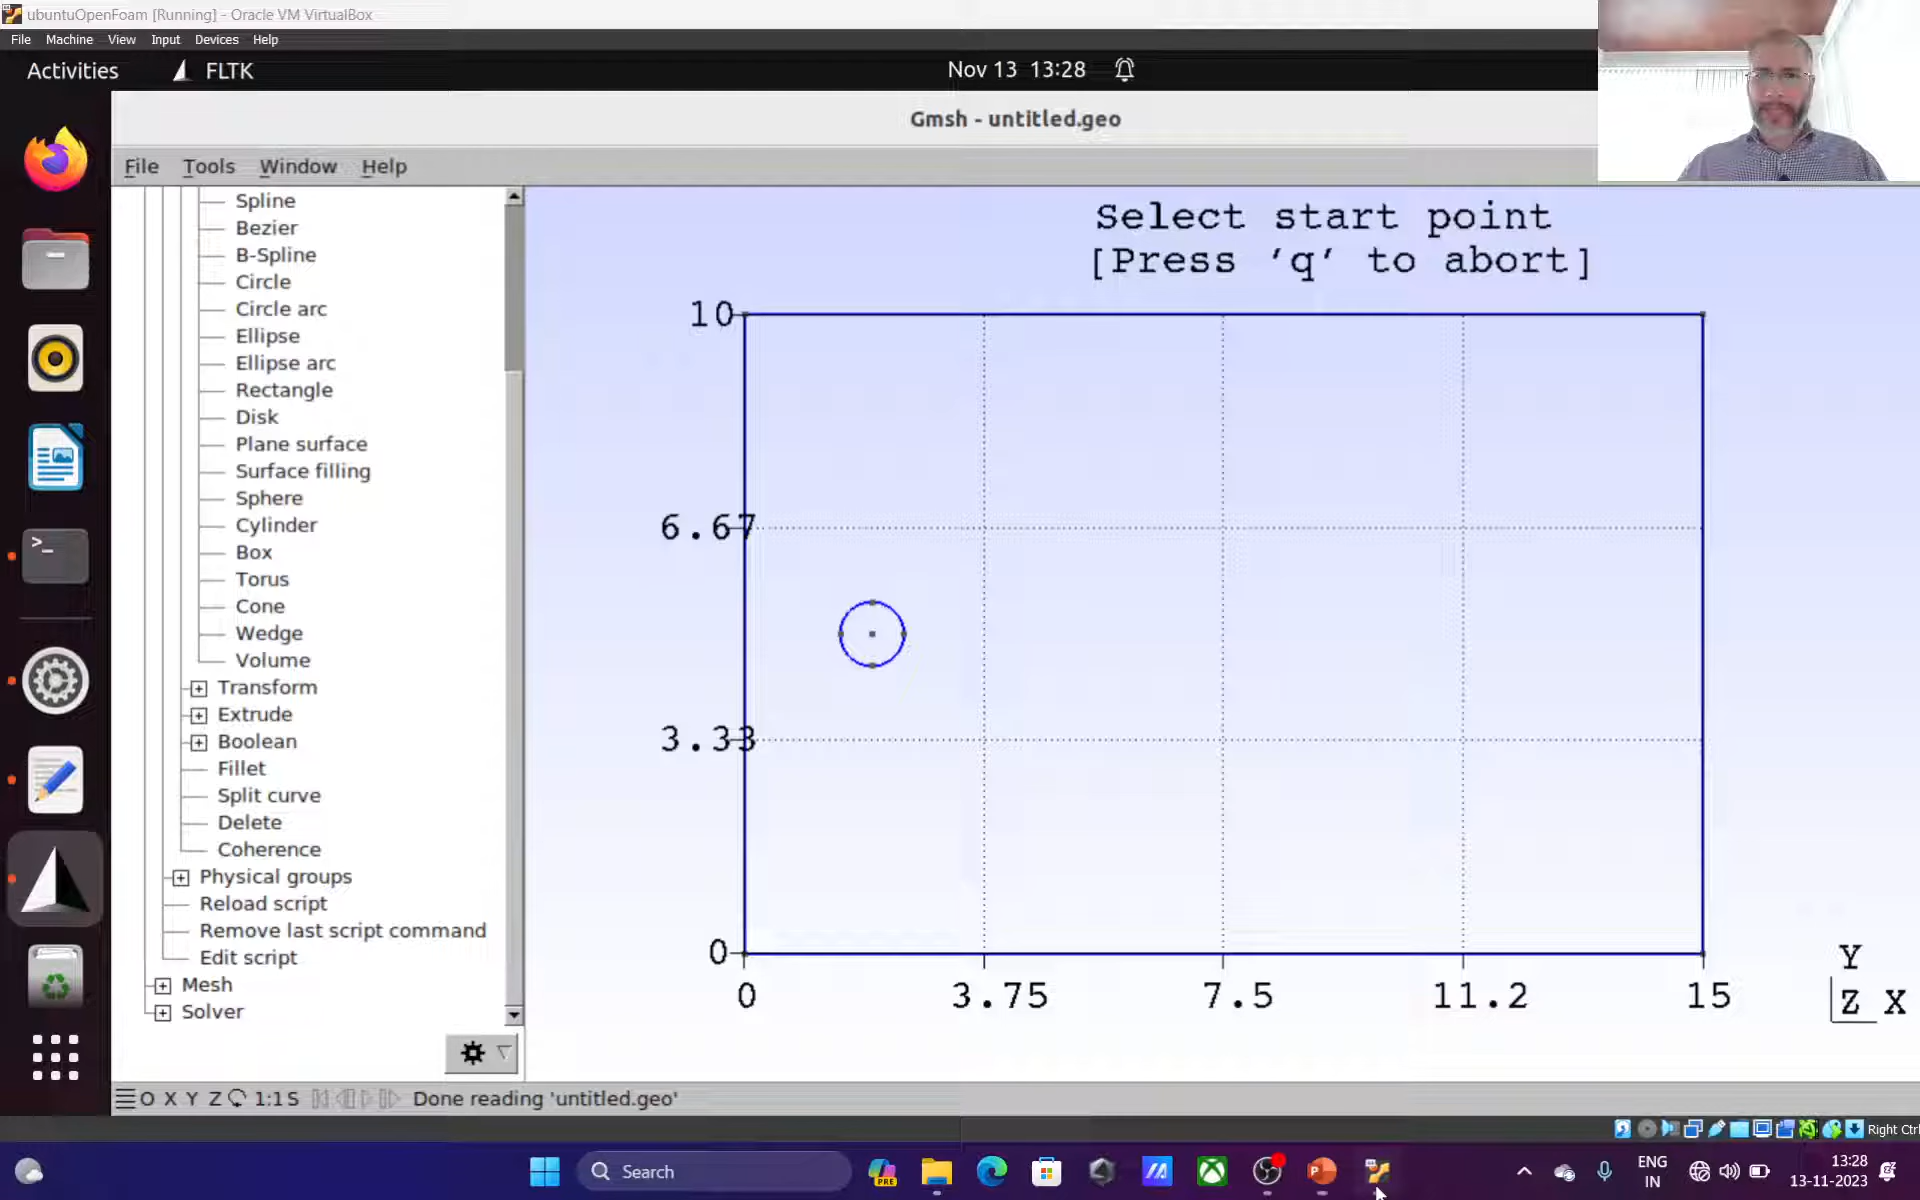 ubuntuOpenFoam [Running] - Oracle VM VirtualBox
File Machine View Input Devices Help
Activities FLTK Nov 13 13:28
Gmsh - untitled.geo
File Tools Window Help
Spline
Bezier
B-Spline
Circle
Circle arc
Ellipse
Ellipse arc
Rectangle
Disk
Plane surface
Surface filling
Sphere
Cylinder
Box
Torus
Cone
Wedge
Volume
Transform
Extrude
Boolean
Fillet
Split curve
Delete
Coherence
Physical groups
Reload script
Remove last script command
Edit script
Mesh
Solver
Select start point
[Press 'q' to abort]
10
6.67
3.33
0
0 3.75 7.5 11.2 15
Y
Z X
O X Y Z 1:1 S Done reading 'untitled.geo'
Right Ctrl
Search
PRE
ENG
IN
13:28
13-11-2023